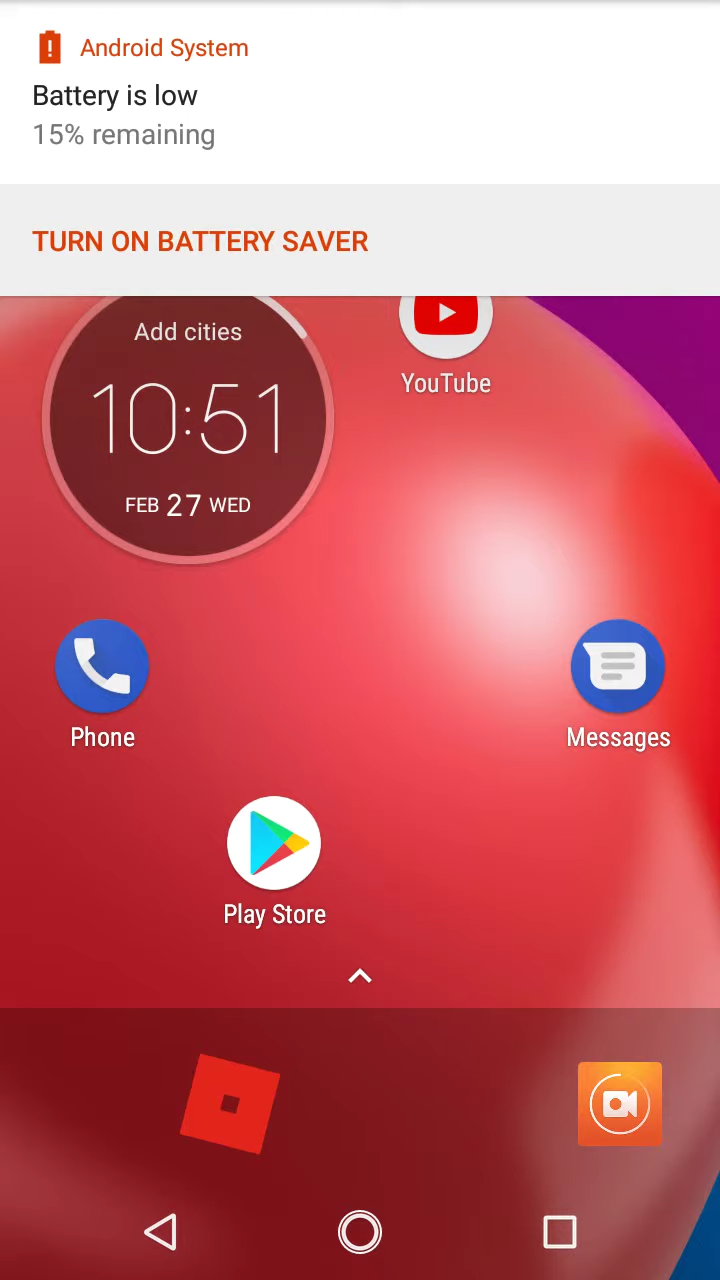 Android System
Battery is low
15% remaining
TURN ON BATTERY SAVER
Add cities
10:51
FEB 27 WED
YouTube
Phone
Messages
Play Store